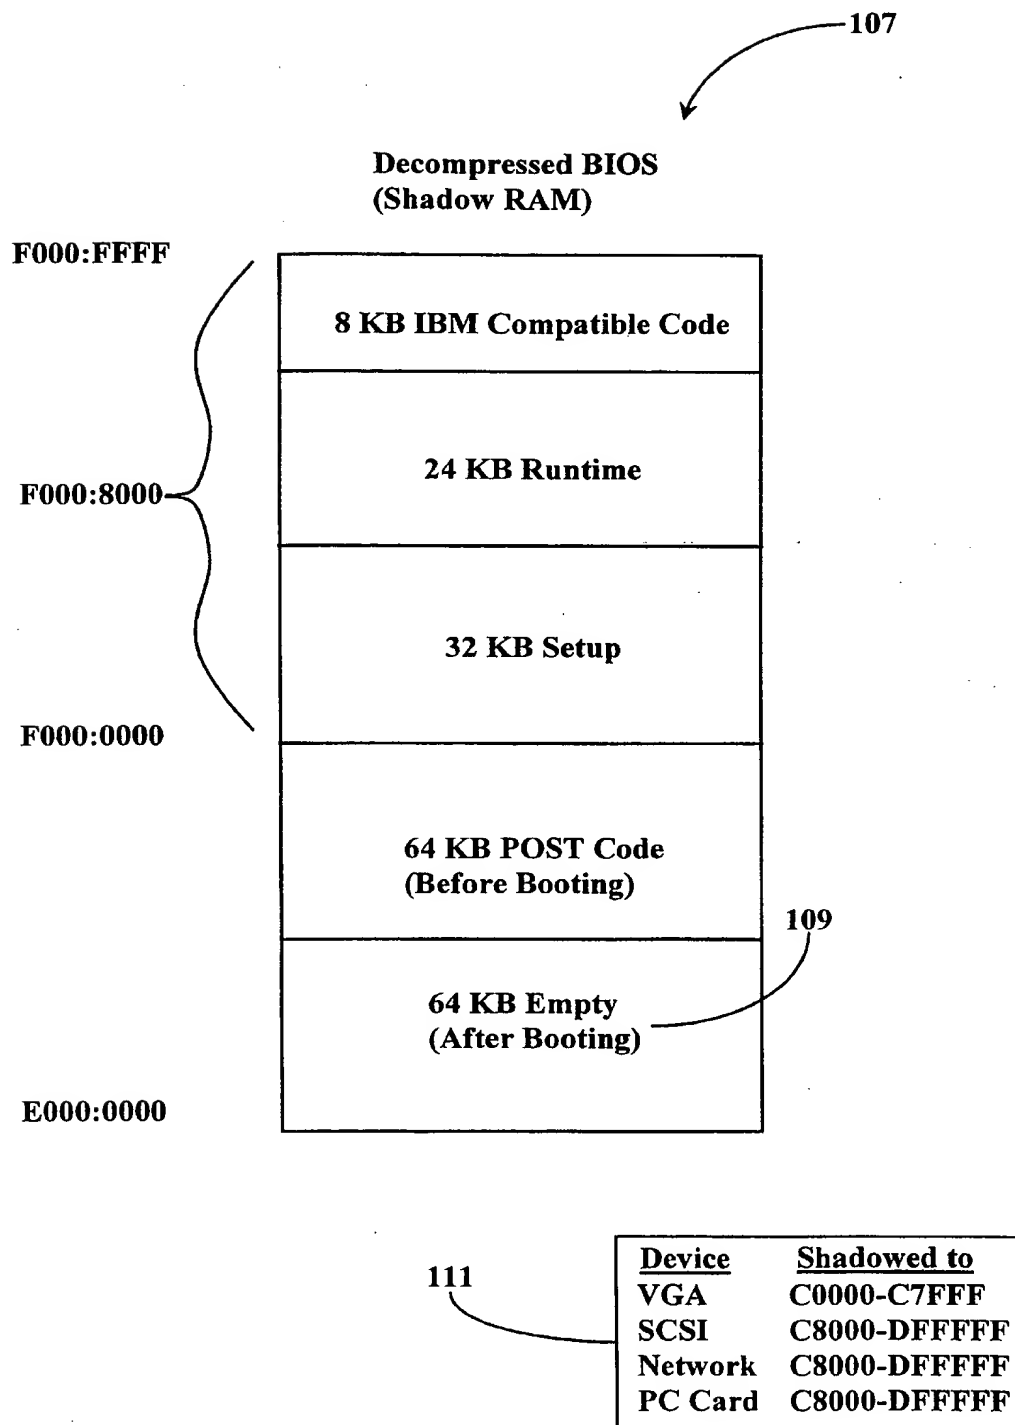 107
Decompressed BIOS
(Shadow RAM)
F000:FFFF
8 KB IBM Compatible Code
24 KB Runtime
F000:8000
32 KB Setup
F000:0000
64 KB POST Code
(Before Booting)
109
64 KB Empty
(After Booting)
E000:0000
111
Device Shadowed to
VGA C0000-C7FFF
SCSI C8000-DFFFFF
Network C8000-DFFFFF
PC Card C8000-DFFFFF